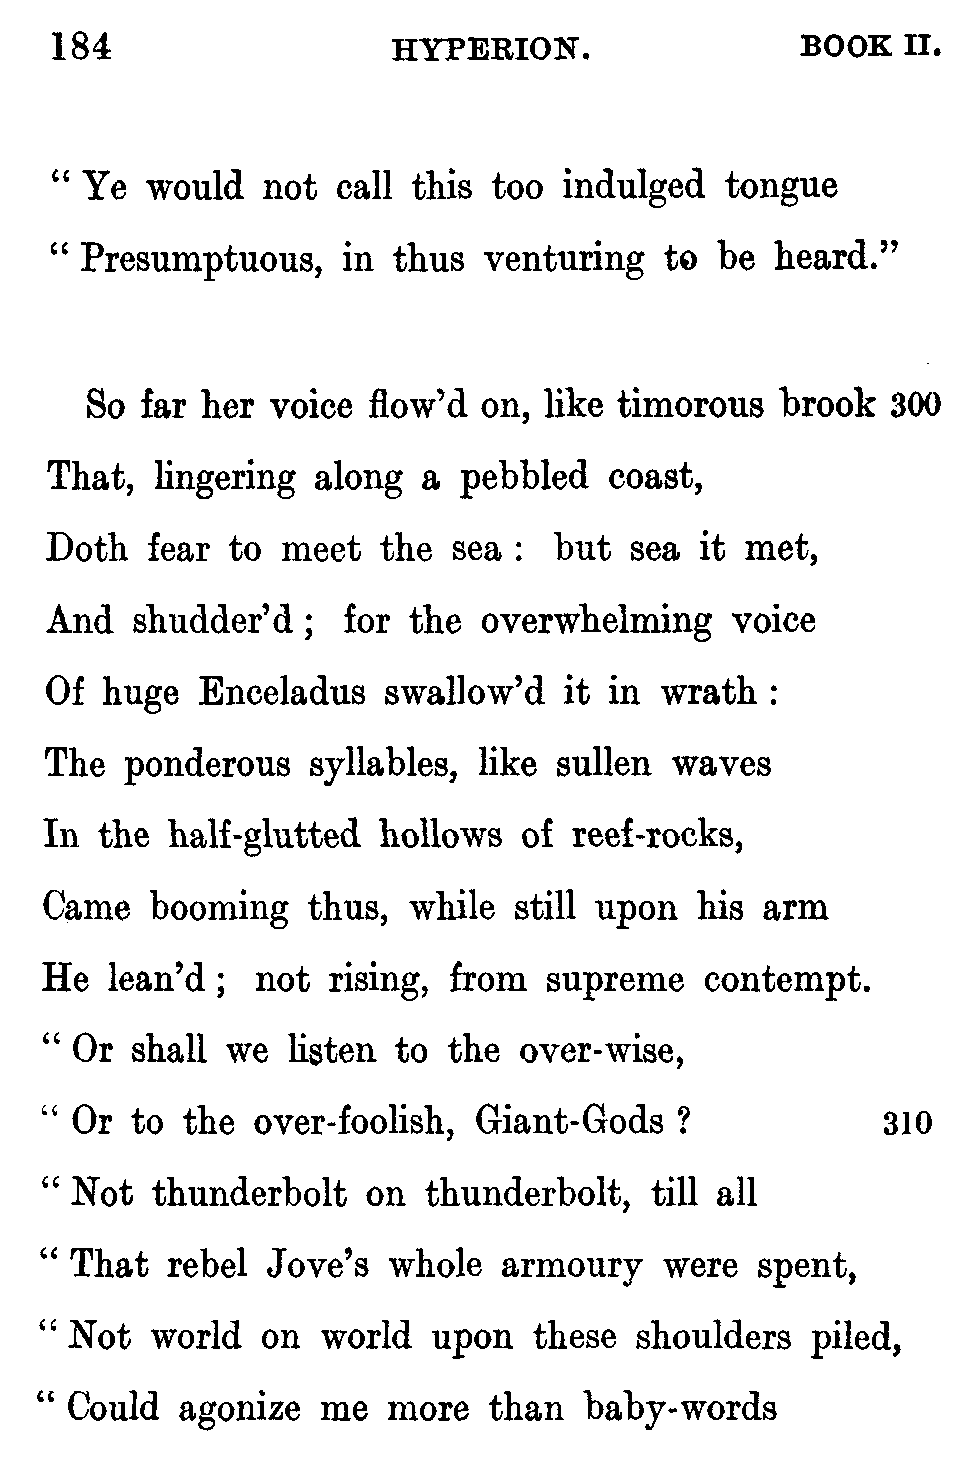 184 HYPERION. BOOK II.
“ Ye would not call this too indulged tongue
“ Presumptuous, in thus venturing to be heard.”
So far her voice flow’d on, like timorous brook 300
That, lingering along a pebbled coast,
Doth fear to meet the sea : but sea it met,
And shudder’d ; for the overwhelming voice
Of huge Enceladus swallow’d it in wrath :
The ponderous syllables, like sullen waves
In the half-glutted hollows of reef-rocks,
Came booming thus, while still upon his arm
He lean’d ; not rising, from supreme contempt.
“ Or shall we listen to the over-wise,
“ Or to the over-foolish, Giant-Gods ? 310
“ Not thunderbolt on thunderbolt, till all
“ That rebel Jove’s whole armoury were spent,
“ Not world on world upon these shoulders piled,
“ Could agonize me more than baby-words